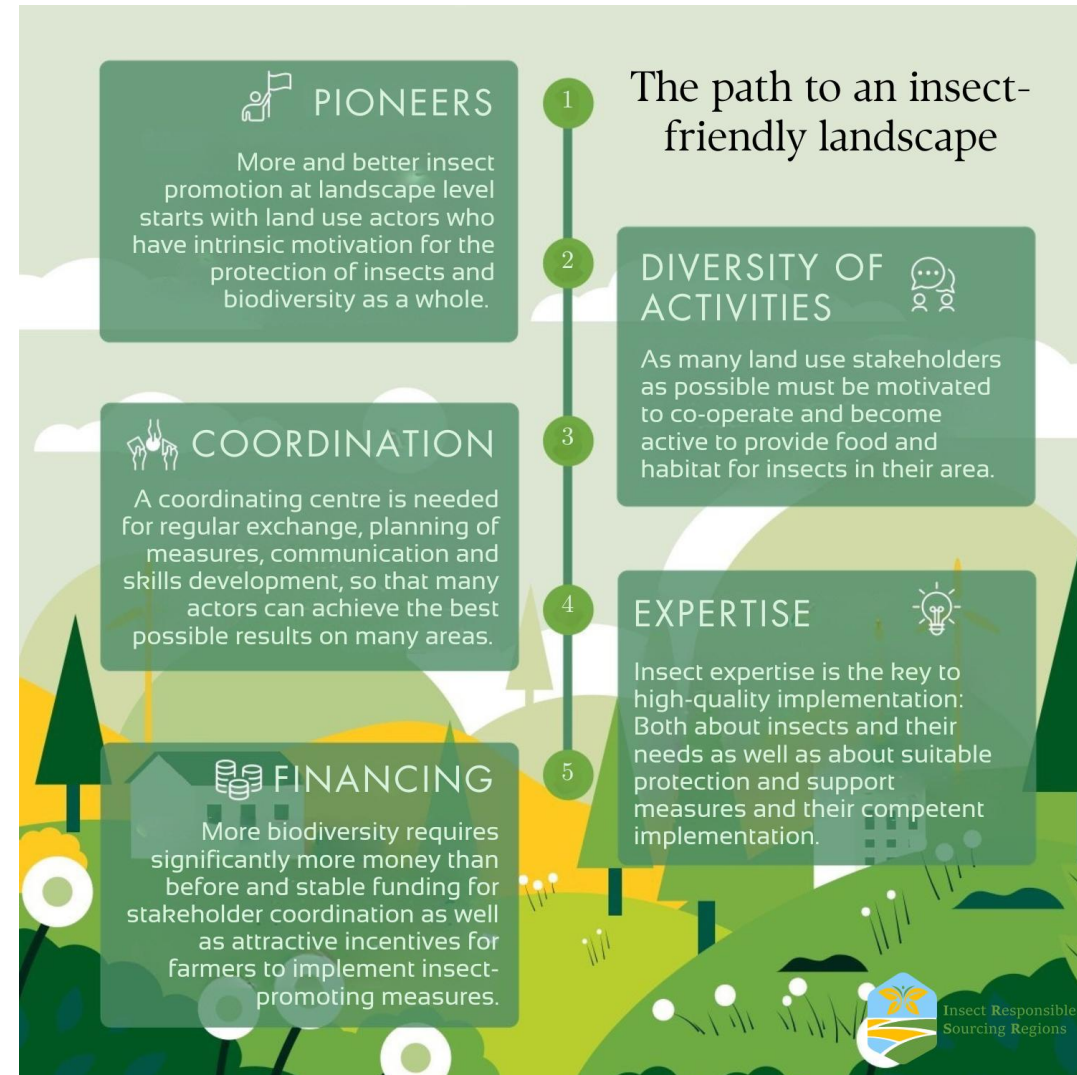 The path to an insect-
friendly landscape
1
PIONEERS
More and better insect
promotion at landscape level
starts with land use actors who
have intrinsic motivation for the
protection of insects and
biodiversity as a whole.
2
DIVERSITY OF
ACTIVITIES
As many land use stakeholders
as possible must be motivated
to co-operate and become
active to provide food and
habitat for insects in their area.
3
COORDINATION
A coordinating centre is needed
for regular exchange, planning of
measures, communication and
skills development, so that many
actors can achieve the best
possible results on many areas.
4
EXPERTISE
Insect expertise is the key to
high-quality implementation:
Both about insects and their
needs as well as about suitable
protection and support
measures and their competent
implementation.
5
FINANCING
More biodiversity requires
significantly more money than
before and stable funding for
stakeholder coordination as well
as attractive incentives for
farmers to implement insect-
promoting measures.
Insect Responsible
Sourcing Regions